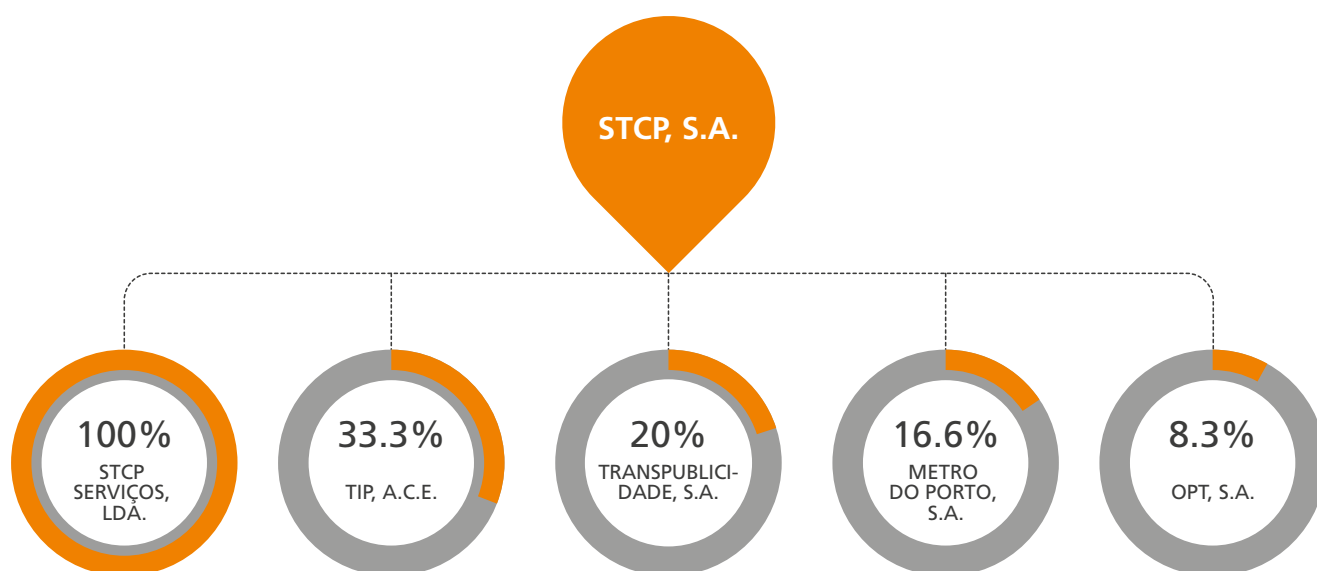 STCP, S.A.
100%
STCP
SERVIÇOS,
LDA.
33.3%
TIP, A.C.E.
20%
TRANSPUBLICI-
DADE, S.A.
16.6%
METRO
DO PORTO,
S.A.
8.3%
OPT, S.A.